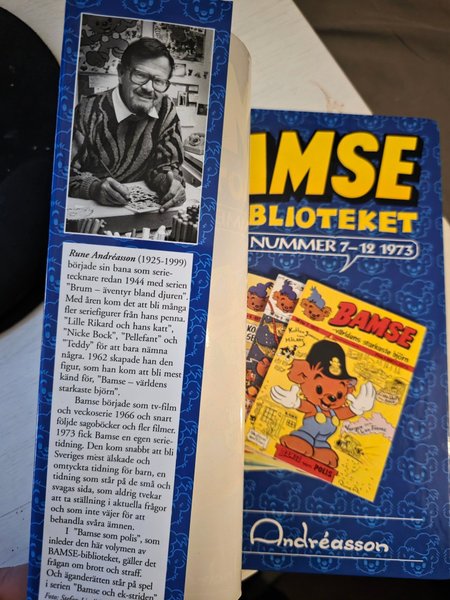 Rune Andréasson (1925-1999)
började sin bana som serie-
tecknare redan 1944 med serien
"Brum – äventyr bland djuren".
Med åren kom det att bli många
fler seriefigurer från hans penna.
"Lille Rikard och hans katt",
"Nicke Bock", "Pellefant" och
"Teddy" för att bara nämna
några. 1962 skapade han den
figur, som han kom att bli mest
känd för, "Bamse – världens
starkaste björn".
Bamse började som tv-film
och veckoserie 1966 och snart
följde sagoböcker och fler filmer.
1973 fick Bamse en egen serie-
tidning. Den kom snabbt att bli
Sveriges mest älskade och
omtyckta tidning för barn, en
tidning som står på de små och
svagas sida, som aldrig tvekar
att ta ställning i aktuella frågor
och som inte väjer för att
behandla svåra ämnen.
I "Bamse som polis", som
inleder den här volymen av
BAMSE-biblioteket, gäller det
frågan om brott och straff.
Och äganderätten står på spel
i serien "Bamse och ek-striden"
Foto:
AMSE
BLIOTEKET
NUMMER 7–12 1973
BAMSE
världens starkaste björn
POLIS
Andréasson